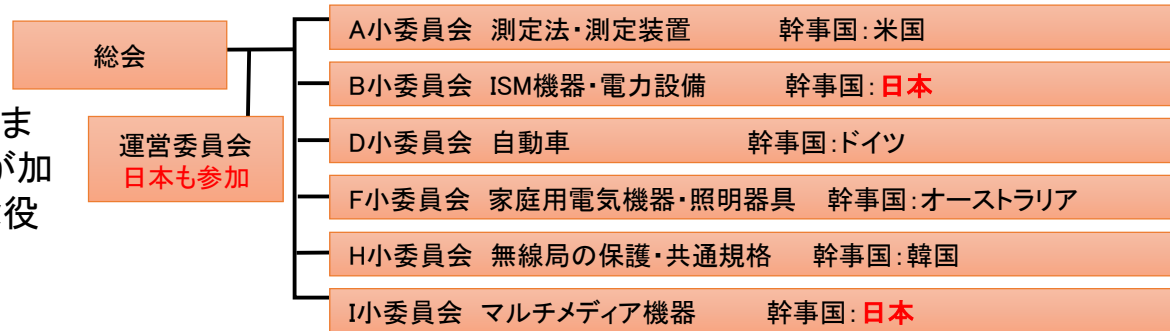 総会
運営委員会
日本も参加
ま
が加
役
A小委員会 測定法・測定装置 幹事国:米国
B小委員会 ISM機器・電力設備 幹事国:日本
D小委員会 自動車 幹事国:ドイツ
F小委員会 家庭用電気機器・照明器具 幹事国:オーストラリア
H小委員会 無線局の保護・共通規格 幹事国:韓国
I小委員会 マルチメディア機器 幹事国:日本